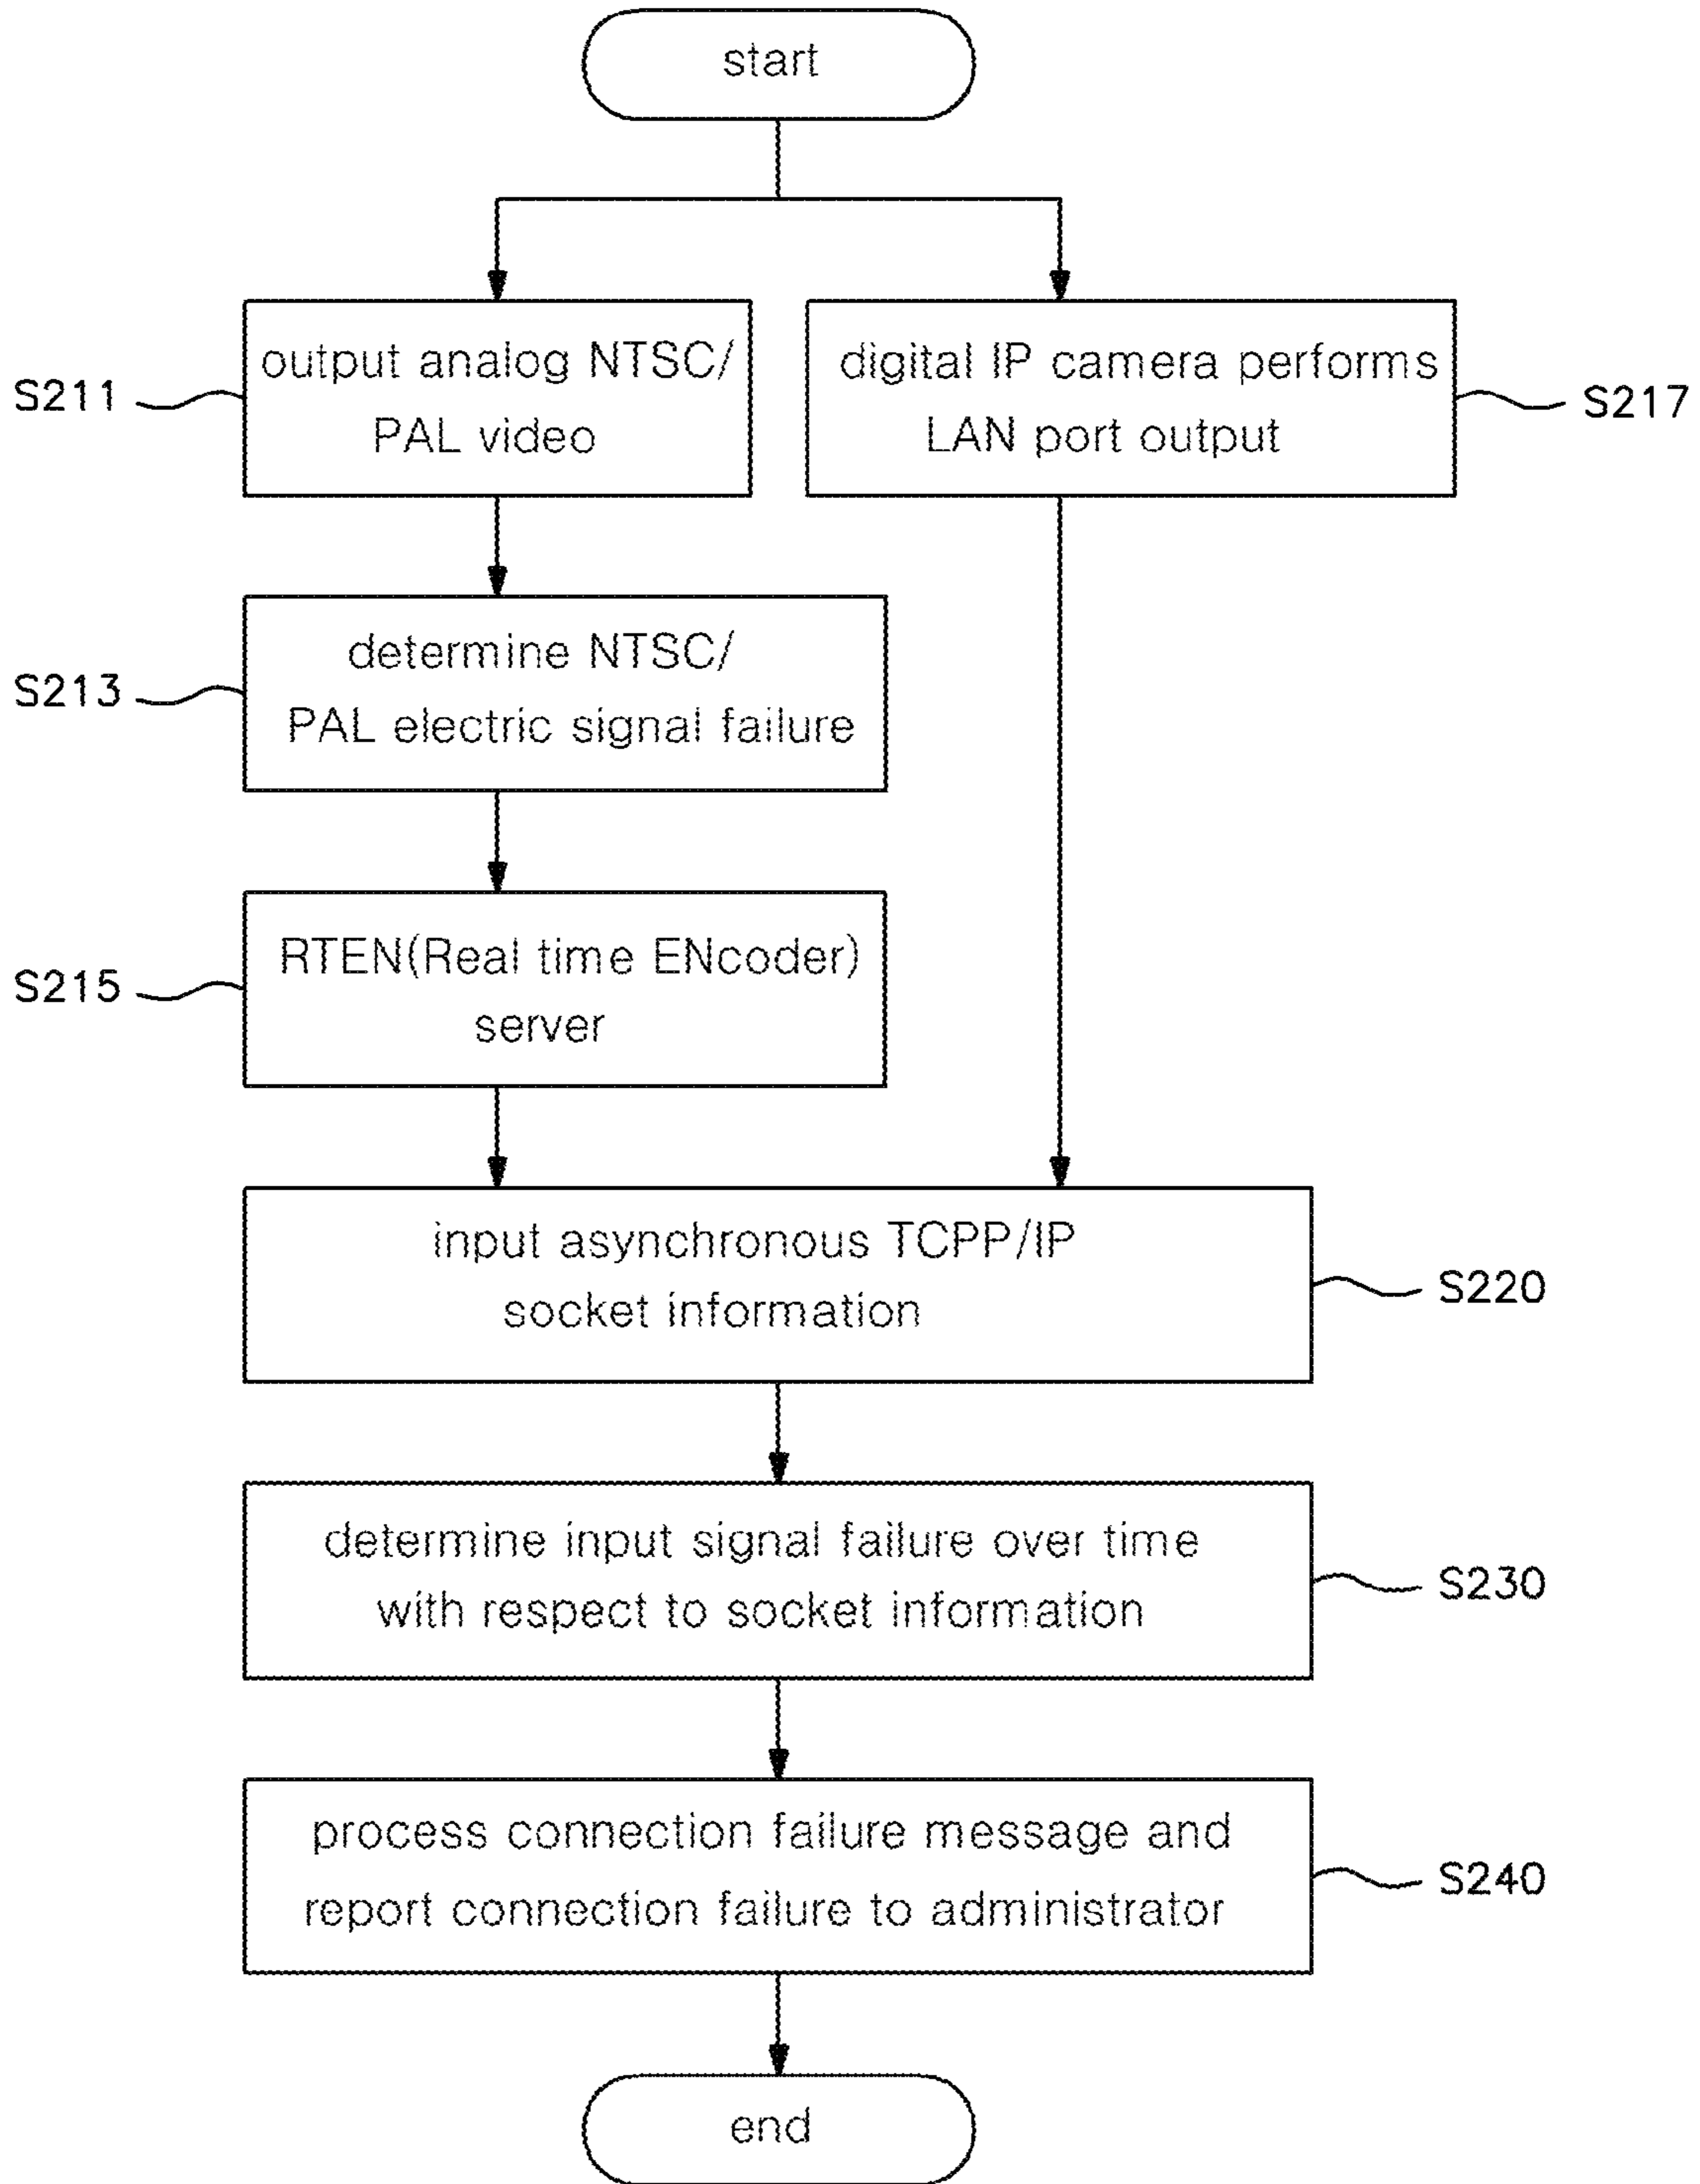 start
output analog NTSC/
PAL video
S211
digital IP camera performs
LAN port output
S217
determine NTSC/
PAL electric signal failure
S213
RTEN(Real time ENcoder)
server
S215
input asynchronous TCPP/IP
socket information
S220
determine input signal failure over time
with respect to socket information
S230
process connection failure message and
report connection failure to administrator
S240
end